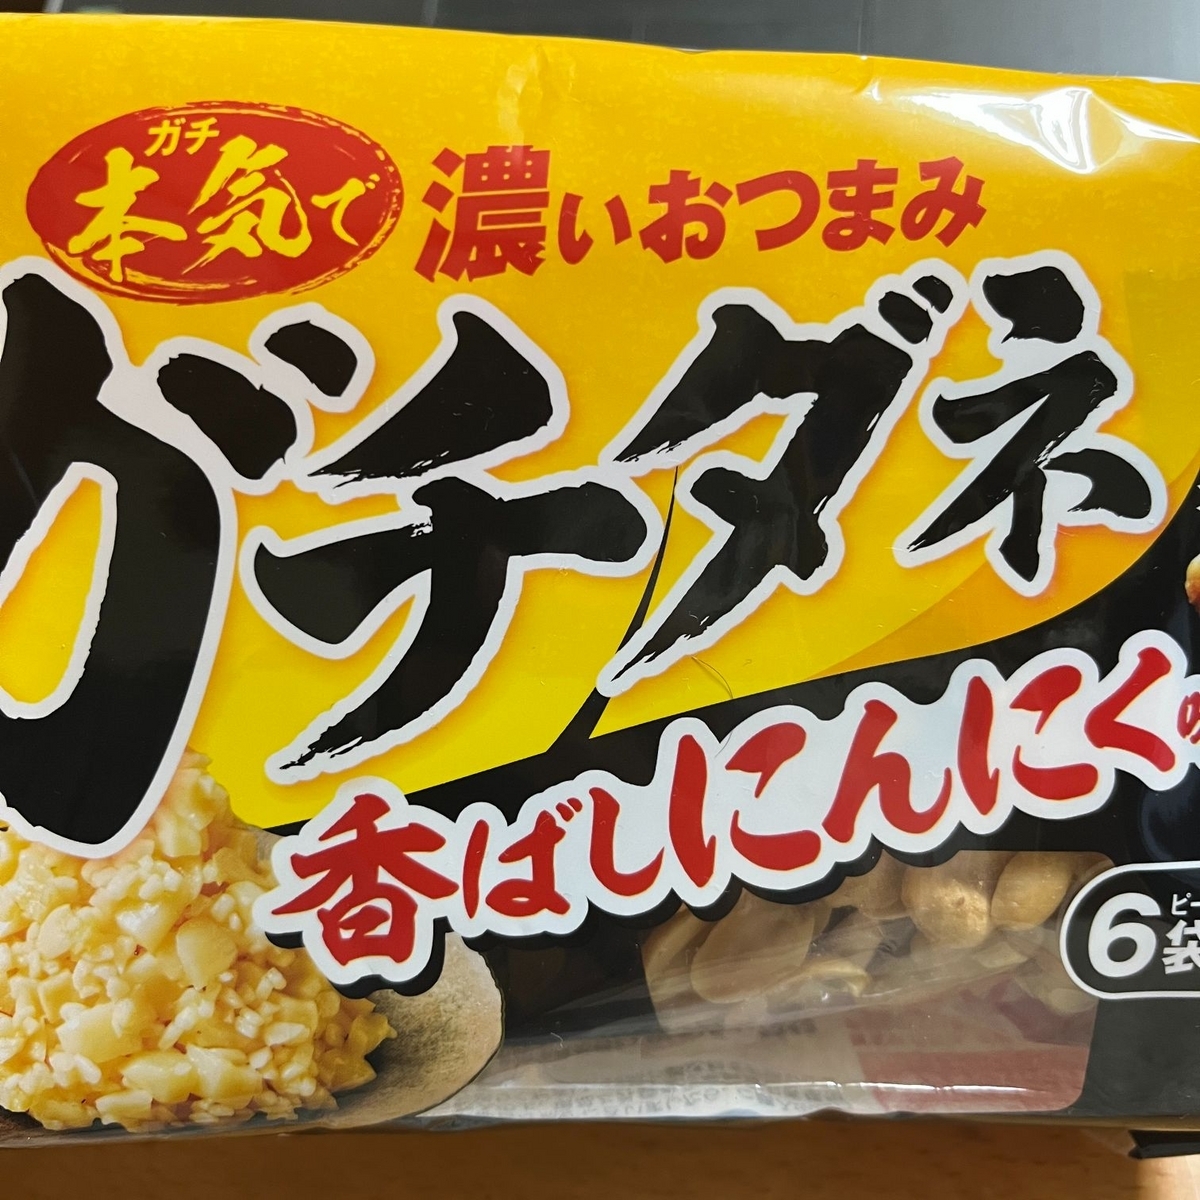 ガチ
本気で
濃いおつまみ
ガチダネ
香ばしにんにく味
6袋